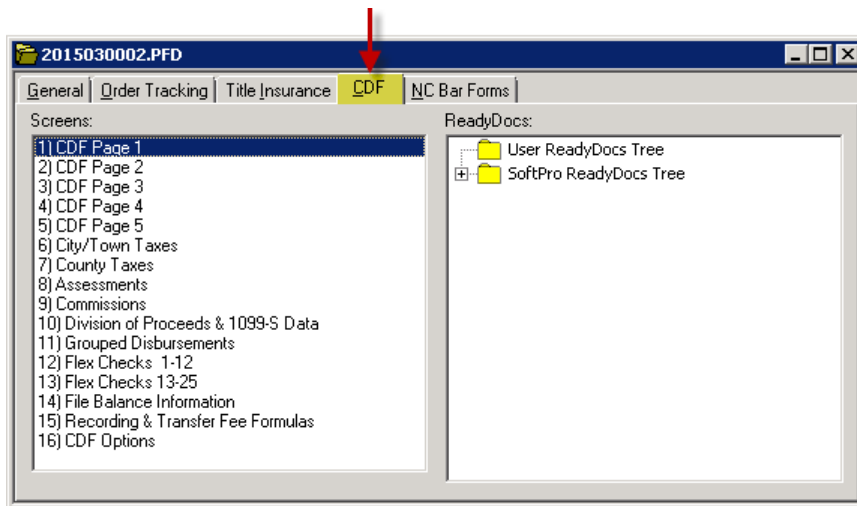 2015030002.PFD
General Order Tracking Title Insurance CDF NC Bar Forms
Screens:
1) CDF Page 1
2) CDF Page 2
3) CDF Page 3
4) CDF Page 4
5) CDF Page 5
6) City/Town Taxes
7) County Taxes
8) Assessments
9) Commissions
10) Division of Proceeds & 1099-S Data
11) Grouped Disbursements
12) Flex Checks 1-12
13) Flex Checks 13-25
14) File Balance Information
15) Recording & Transfer Fee Formulas
16) CDF Options
ReadyDocs:
User ReadyDocs Tree
SoftPro ReadyDocs Tree